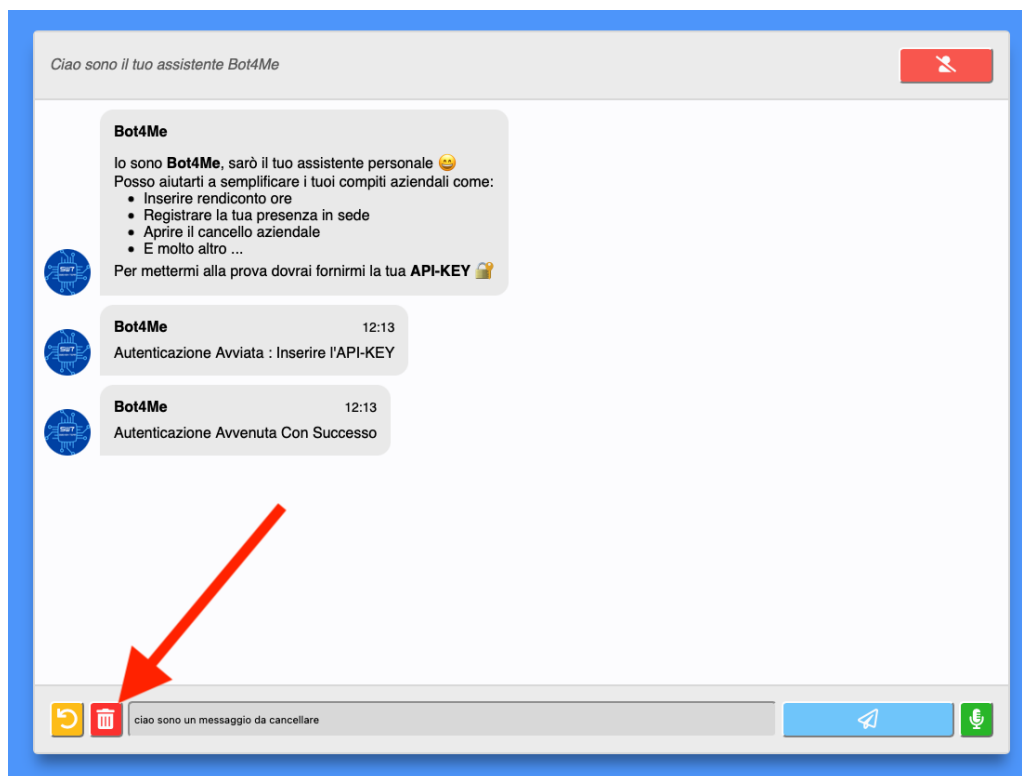 Ciao sono il tuo assistente Bot4Me
Bot4Me
Io sono Bot4Me, sarò il tuo assistente personale 😄
Posso aiutarti a semplificare i tuoi compiti aziendali come:
• Inserire rendiconto ore
• Registrare la tua presenza in sede
• Aprire il cancello aziendale
• E molto altro ...
Per mettermi alla prova dovrai fornirmi la tua API-KEY 🔐
Bot4Me 12:13
Autenticazione Avviata : Inserire l'API-KEY
Bot4Me 12:13
Autenticazione Avvenuta Con Successo
ciao sono un messaggio da cancellare